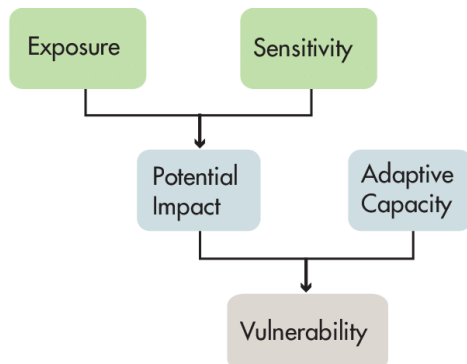 Exposure
Sensitivity
Potential
Impact
Adaptive
Capacity
Vulnerability